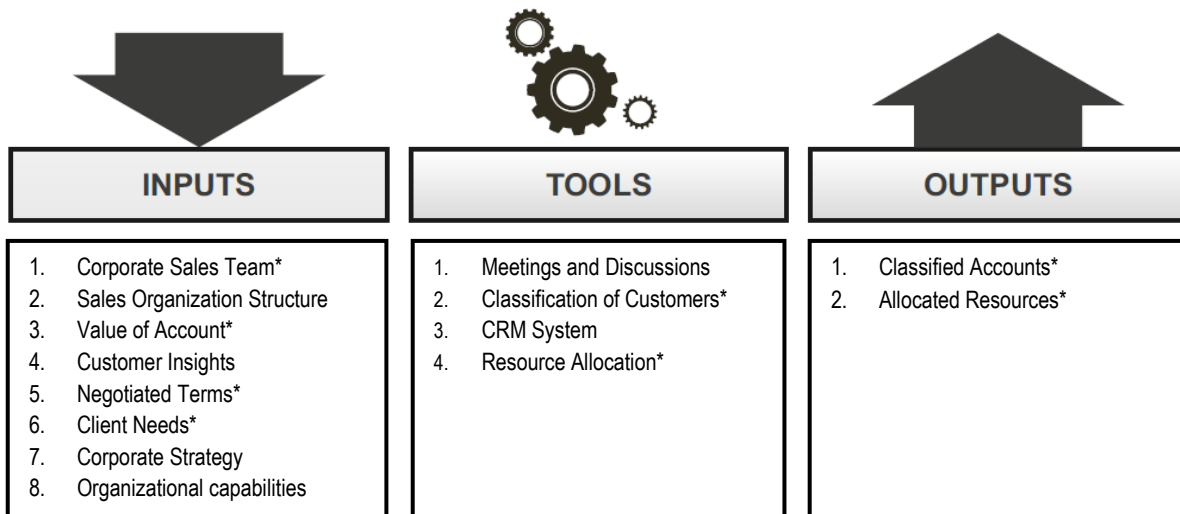 INPUTS
1. Corporate Sales Team*
2. Sales Organization Structure
3. Value of Account*
4. Customer Insights
5. Negotiated Terms*
6. Client Needs*
7. Corporate Strategy
8. Organizational capabilities
TOOLS
1. Meetings and Discussions
2. Classification of Customers*
3. CRM System
4. Resource Allocation*
OUTPUTS
1. Classified Accounts*
2. Allocated Resources*